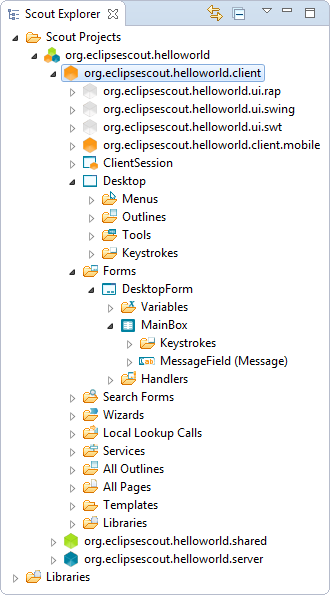 Scout Explorer
Scout Projects
org.eclipsescout.helloworld
org.eclipsescout.helloworld.client
org.eclipsescout.helloworld.ui.rap
org.eclipsescout.helloworld.ui.swing
org.eclipsescout.helloworld.ui.swt
org.eclipsescout.helloworld.client.mobile
ClientSession
Desktop
Menus
Outlines
Tools
Keystrokes
Forms
DesktopForm
Variables
MainBox
Keystrokes
MessageField (Message)
Handlers
Search Forms
Wizards
Local Lookup Calls
Services
All Outlines
All Pages
Templates
Libraries
org.eclipsescout.helloworld.shared
org.eclipsescout.helloworld.server
Libraries